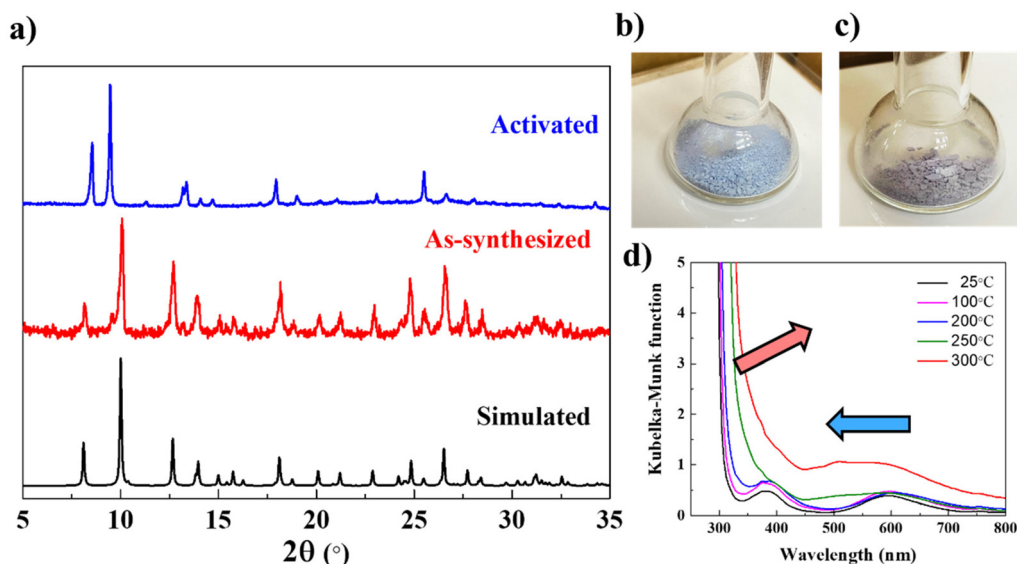 a)
Activated
As-synthesized
Simulated
5 10 15 20 25 30 35
2θ (°)
b)
c)
d)
Kubelka-Munk function
5
4
3
2
1
0
25°C
100°C
200°C
250°C
300°C
300 400 500 600 700 800
Wavelength (nm)